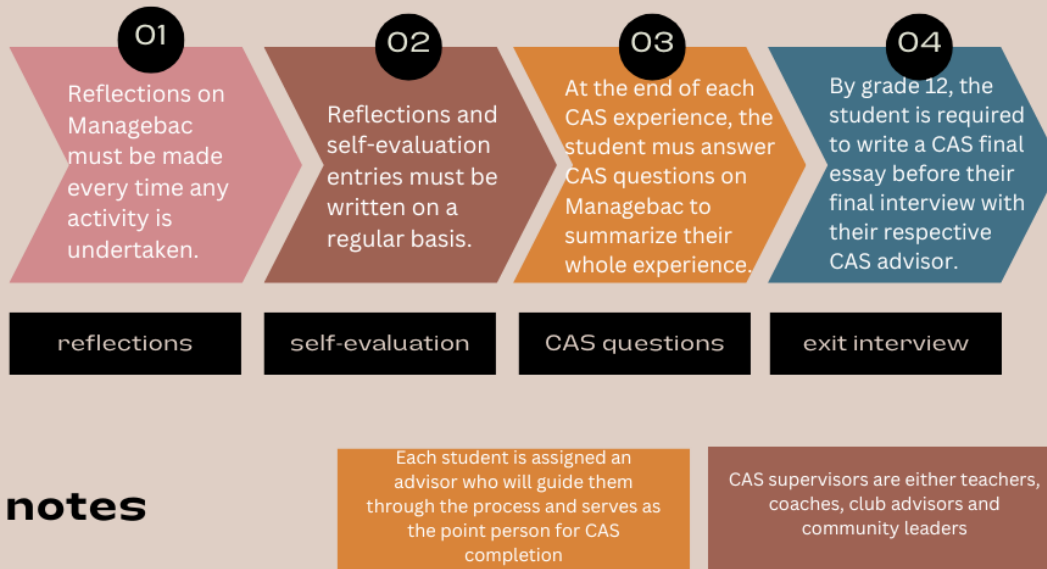 01
Reflections on
Managebac
must be made
every time any
activity is
undertaken.
reflections
02
Reflections and
self-evaluation
entries must be
written on a
regular basis.
self-evaluation
03
At the end of each
CAS experience, the
student mus answer
CAS questions on
Managebac to
summarize their
whole experience.
CAS questions
04
By grade 12, the
student is required
to write a CAS final
essay before their
final interview with
their respective
CAS advisor.
exit interview
notes
Each student is assigned an
advisor who will guide them
through the process and serves as
the point person for CAS
completion
CAS supervisors are either teachers,
coaches, club advisors and
community leaders